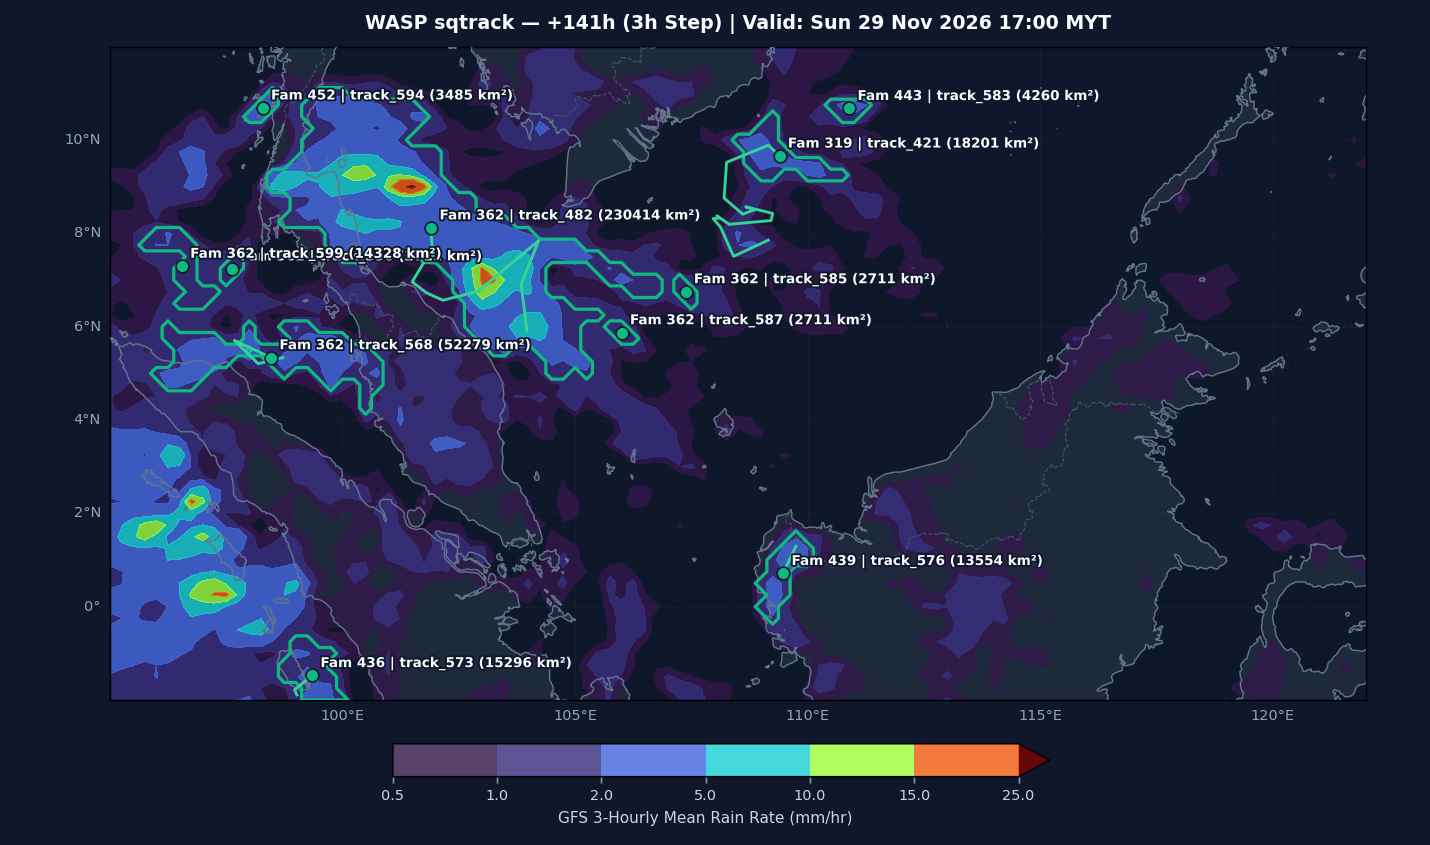 WASP sqtrack — +141h (3h Step) | Valid: Sun 29 Nov 2026 17:00 MYT
Fam 452 | track_594 (3485 km²)
Fam 443 | track_583 (4260 km²)
Fam 319 | track_421 (18201 km²)
Fam 362 | track_482 (230414 km²)
Fam 362 | track_599 (14328 km²)
km²)
Fam 362 | track_585 (2711 km²)
Fam 362 | track_587 (2711 km²)
Fam 362 | track_568 (52279 km²)
Fam 439 | track_576 (13554 km²)
Fam 436 | track_573 (15296 km²)
10°N
8°N
6°N
4°N
2°N
0°
100°E 105°E 110°E 115°E 120°E
0.5 1.0 2.0 5.0 10.0 15.0 25.0
GFS 3-Hourly Mean Rain Rate (mm/hr)